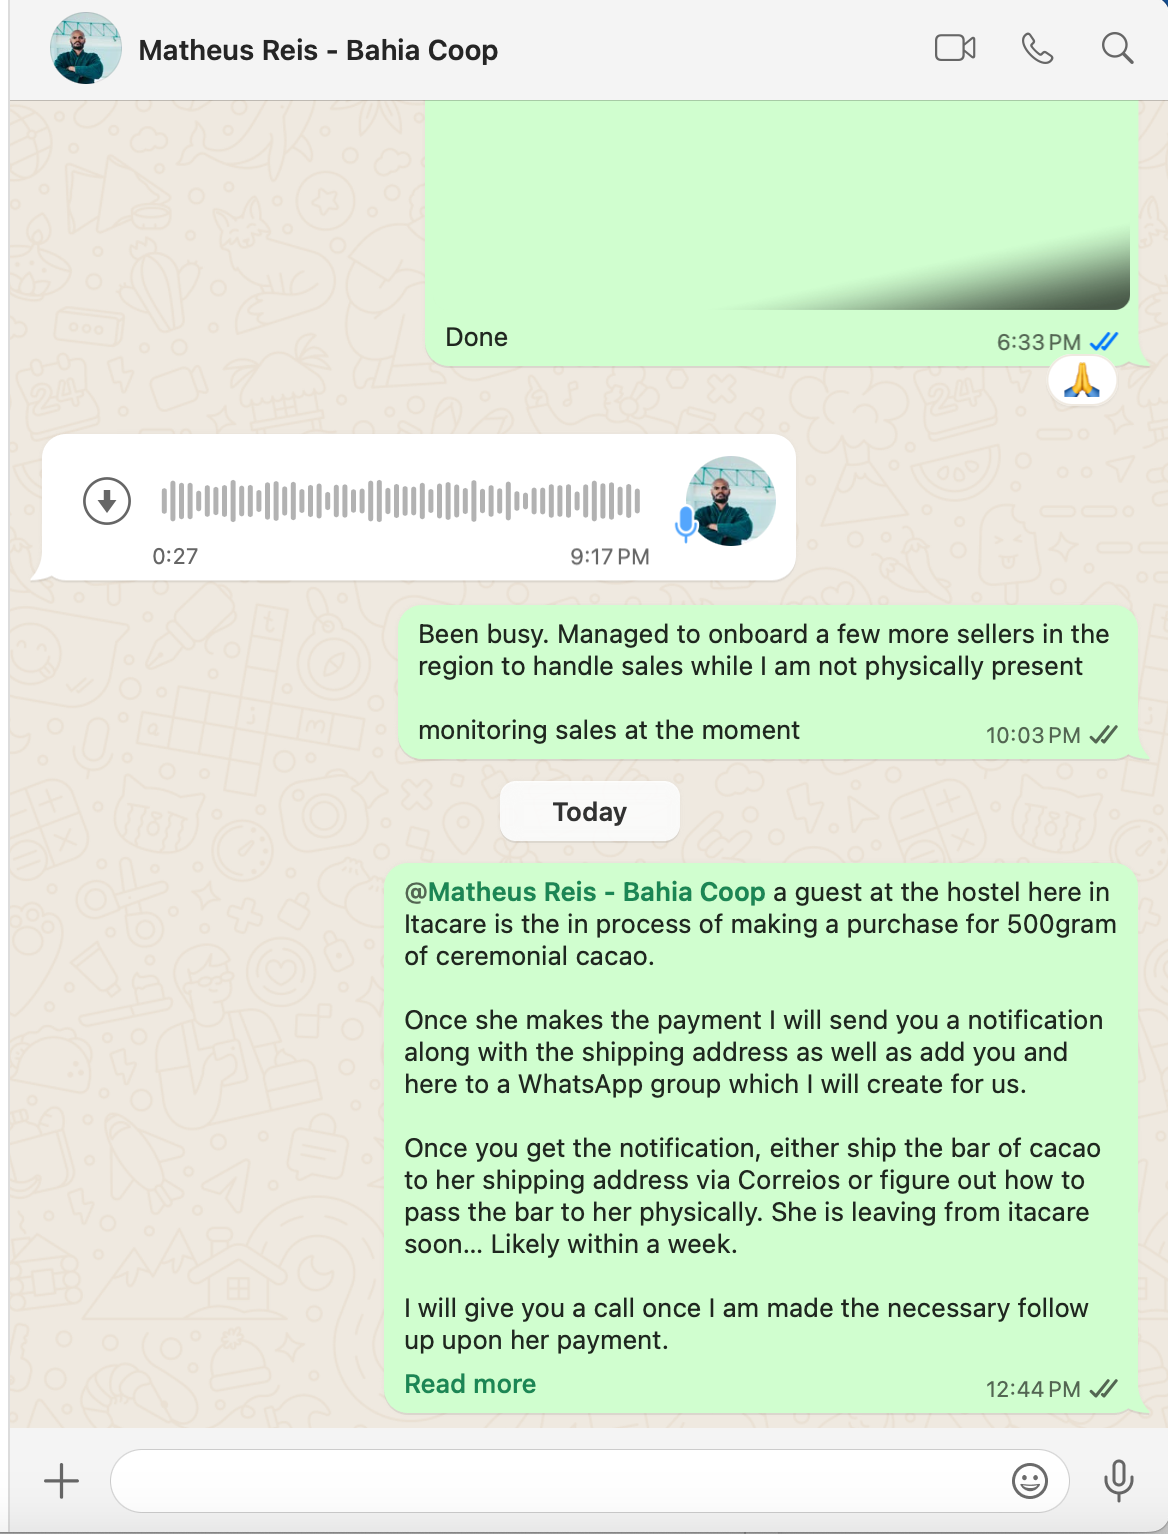 Matheus Reis - Bahia Coop
Done
6:33 PM
0:27
9:17 PM
Been busy. Managed to onboard a few more sellers in the
region to handle sales while I am not physically present
monitoring sales at the moment
10:03 PM
Today
@Matheus Reis - Bahia Coop a guest at the hostel here in
Itacare is the in process of making a purchase for 500gram
of ceremonial cacao.
Once she makes the payment I will send you a notification
along with the shipping address as well as add you and
here to a WhatsApp group which I will create for us.
Once you get the notification, either ship the bar of cacao
to her shipping address via Correios or figure out how to
pass the bar to her physically. She is leaving from itacare
soon... Likely within a week.
I will give you a call once I am made the necessary follow
up upon her payment.
Read more
12:44 PM